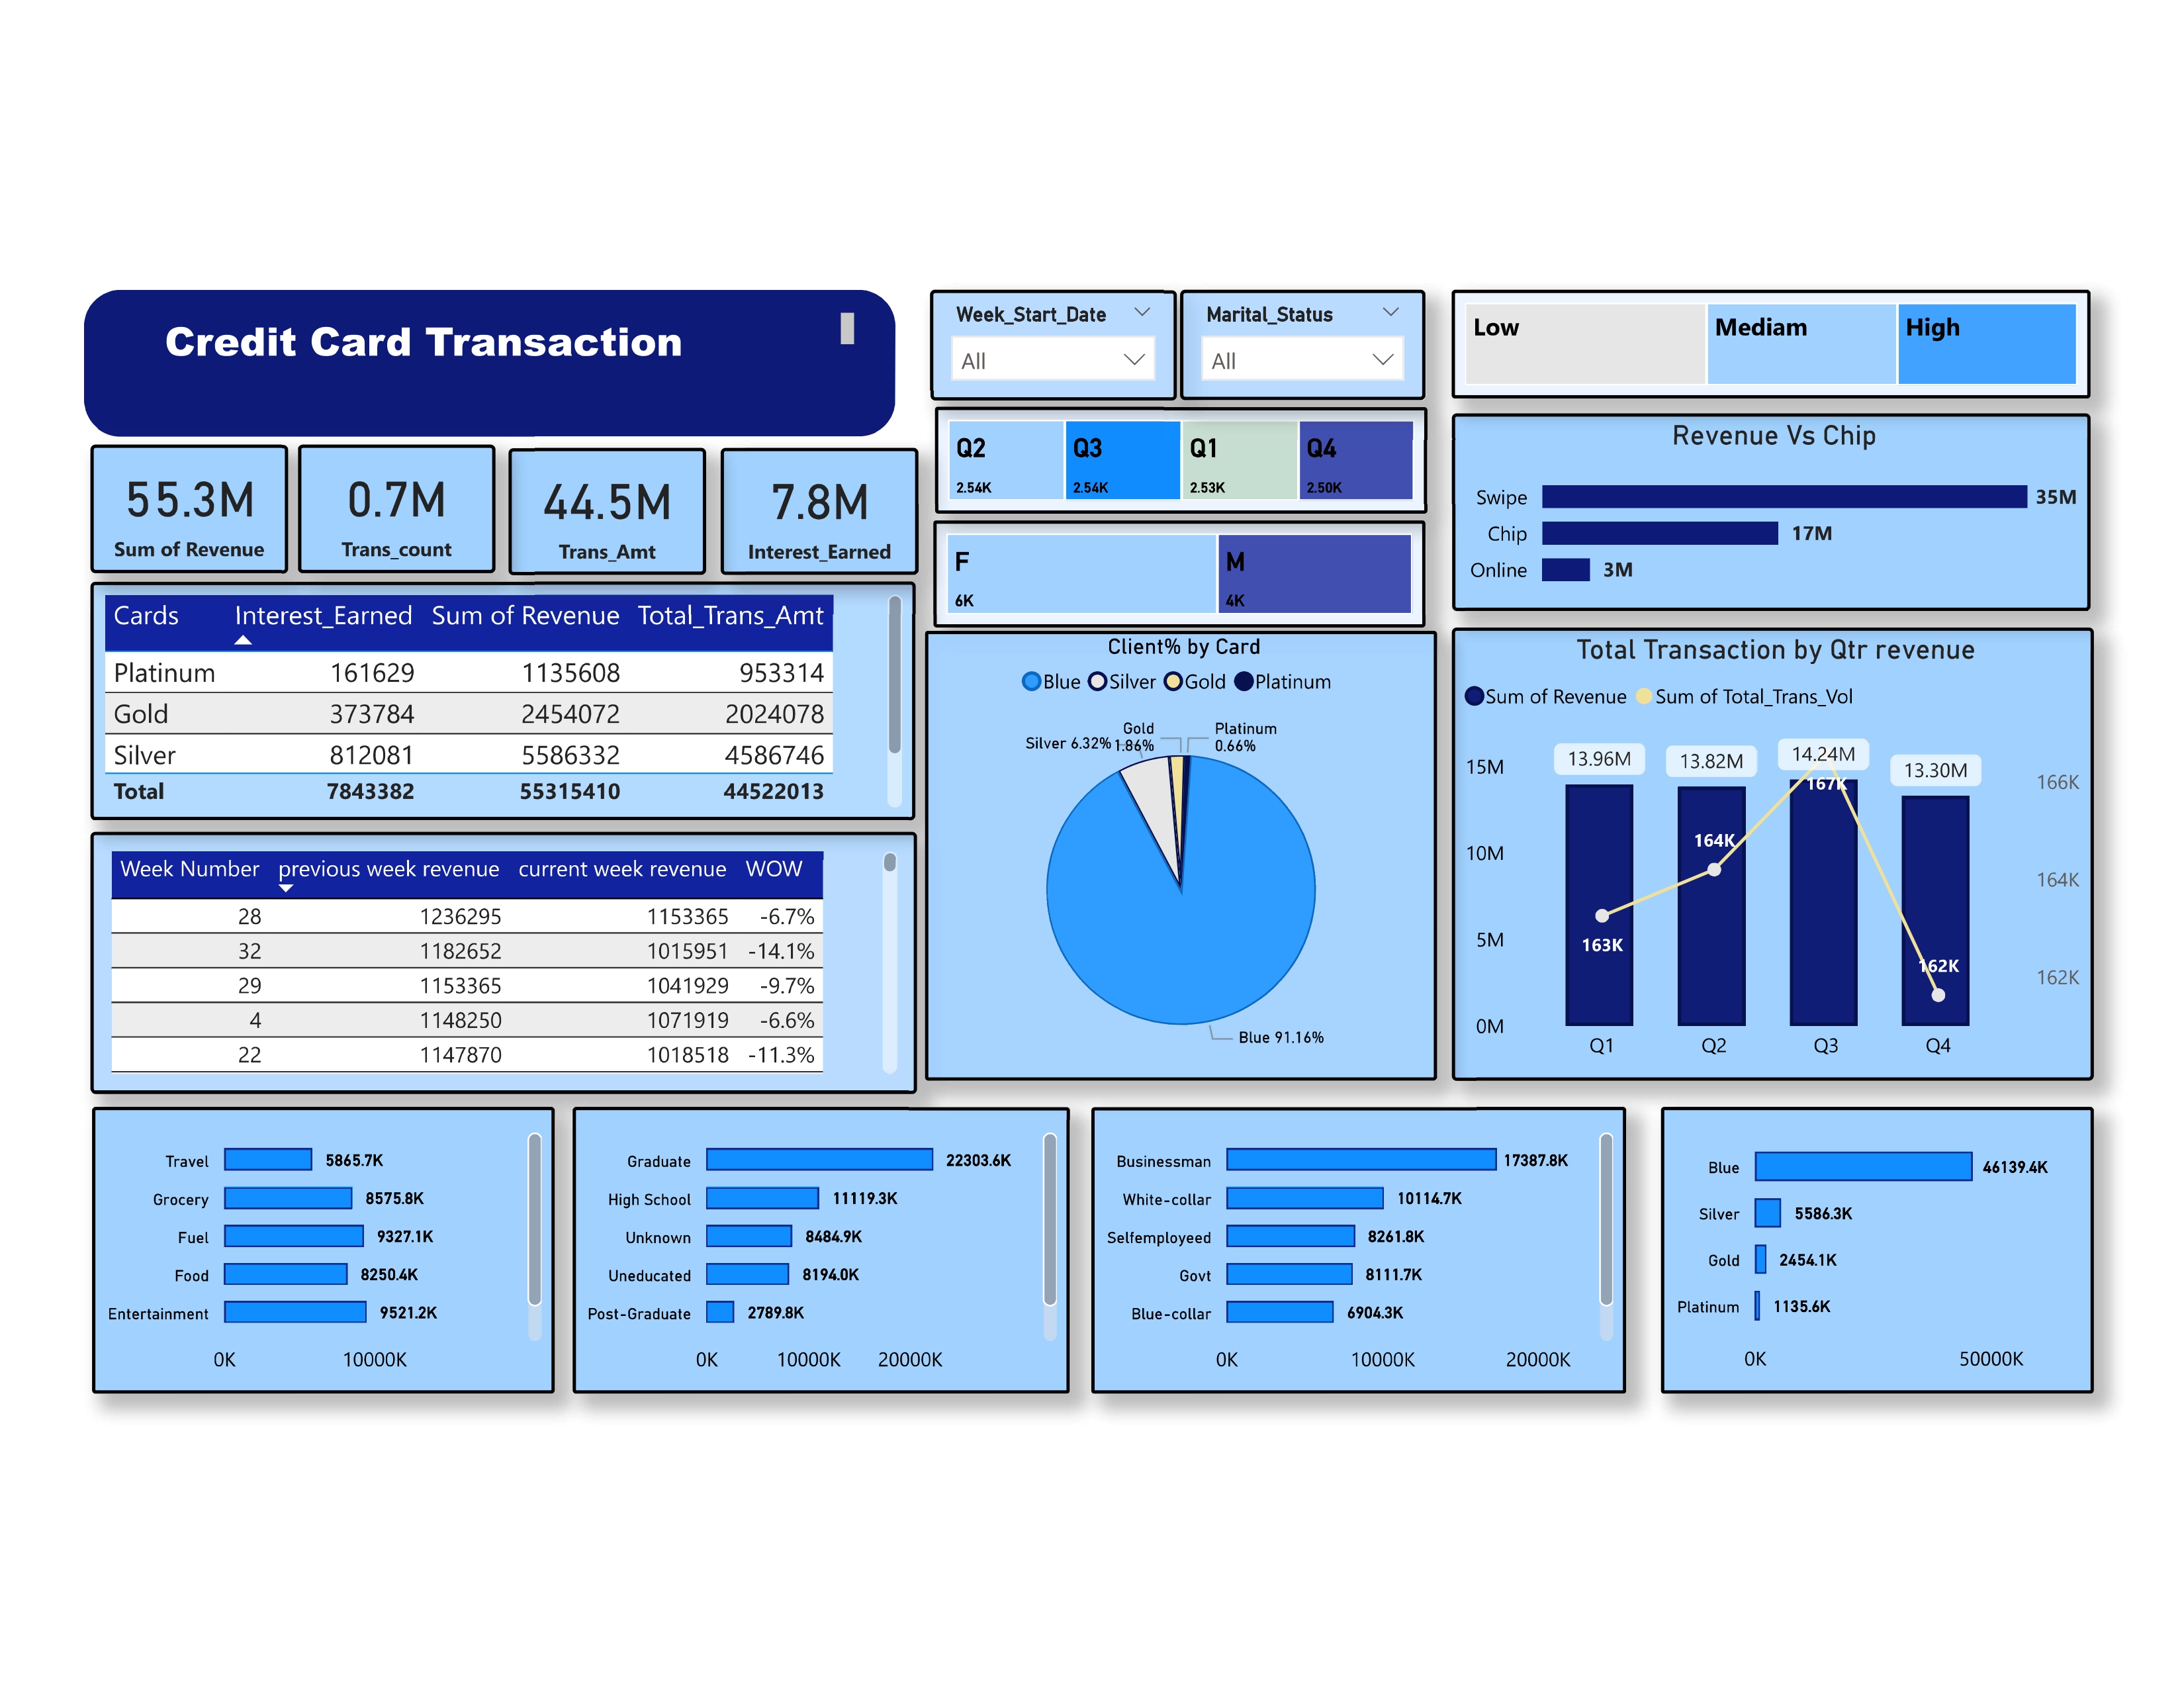 Credit Card Transaction
Week_Start_Date
All
Marital_Status
All
Low Mediam High
55.3M
Sum of Revenue
0.7M
Trans_count
44.5M
Trans_Amt
7.8M
Interest_Earned
Q2 Q3 Q1 Q4
2.54K 2.54K 2.53K 2.50K
F M
6K 4K
Revenue Vs Chip
Swipe 35M
Chip 17M
Online 3M
Cards Interest_Earned Sum of Revenue Total_Trans_Amt
Platinum 161629 1135608 953314
Gold 373784 2454072 2024078
Silver 812081 5586332 4586746
Total 7843382 55315410 44522013
Week Number previous week revenue current week revenue WOW
28 1236295 1153365 -6.7%
32 1182652 1015951 -14.1%
29 1153365 1041929 -9.7%
4 1148250 1071919 -6.6%
22 1147870 1018518 -11.3%
Client% by Card
Blue Silver Gold Platinum
Silver 6.32%
Gold
1.86%
Platinum
0.66%
Blue 91.16%
Total Transaction by Qtr revenue
Sum of Revenue Sum of Total_Trans_Vol
15M
10M
5M
0M
13.96M 13.82M 14.24M 13.30M
163K 164K 167K 162K
166K
164K
162K
Q1 Q2 Q3 Q4
Travel 5865.7K
Grocery 8575.8K
Fuel 9327.1K
Food 8250.4K
Entertainment 9521.2K
0K 10000K
Graduate 22303.6K
High School 11119.3K
Unknown 8484.9K
Uneducated 8194.0K
Post-Graduate 2789.8K
0K 10000K 20000K
Businessman 17387.8K
White-collar 10114.7K
Selfemployeed 8261.8K
Govt 8111.7K
Blue-collar 6904.3K
0K 10000K 20000K
Blue 46139.4K
Silver 5586.3K
Gold 2454.1K
Platinum 1135.6K
0K 50000K